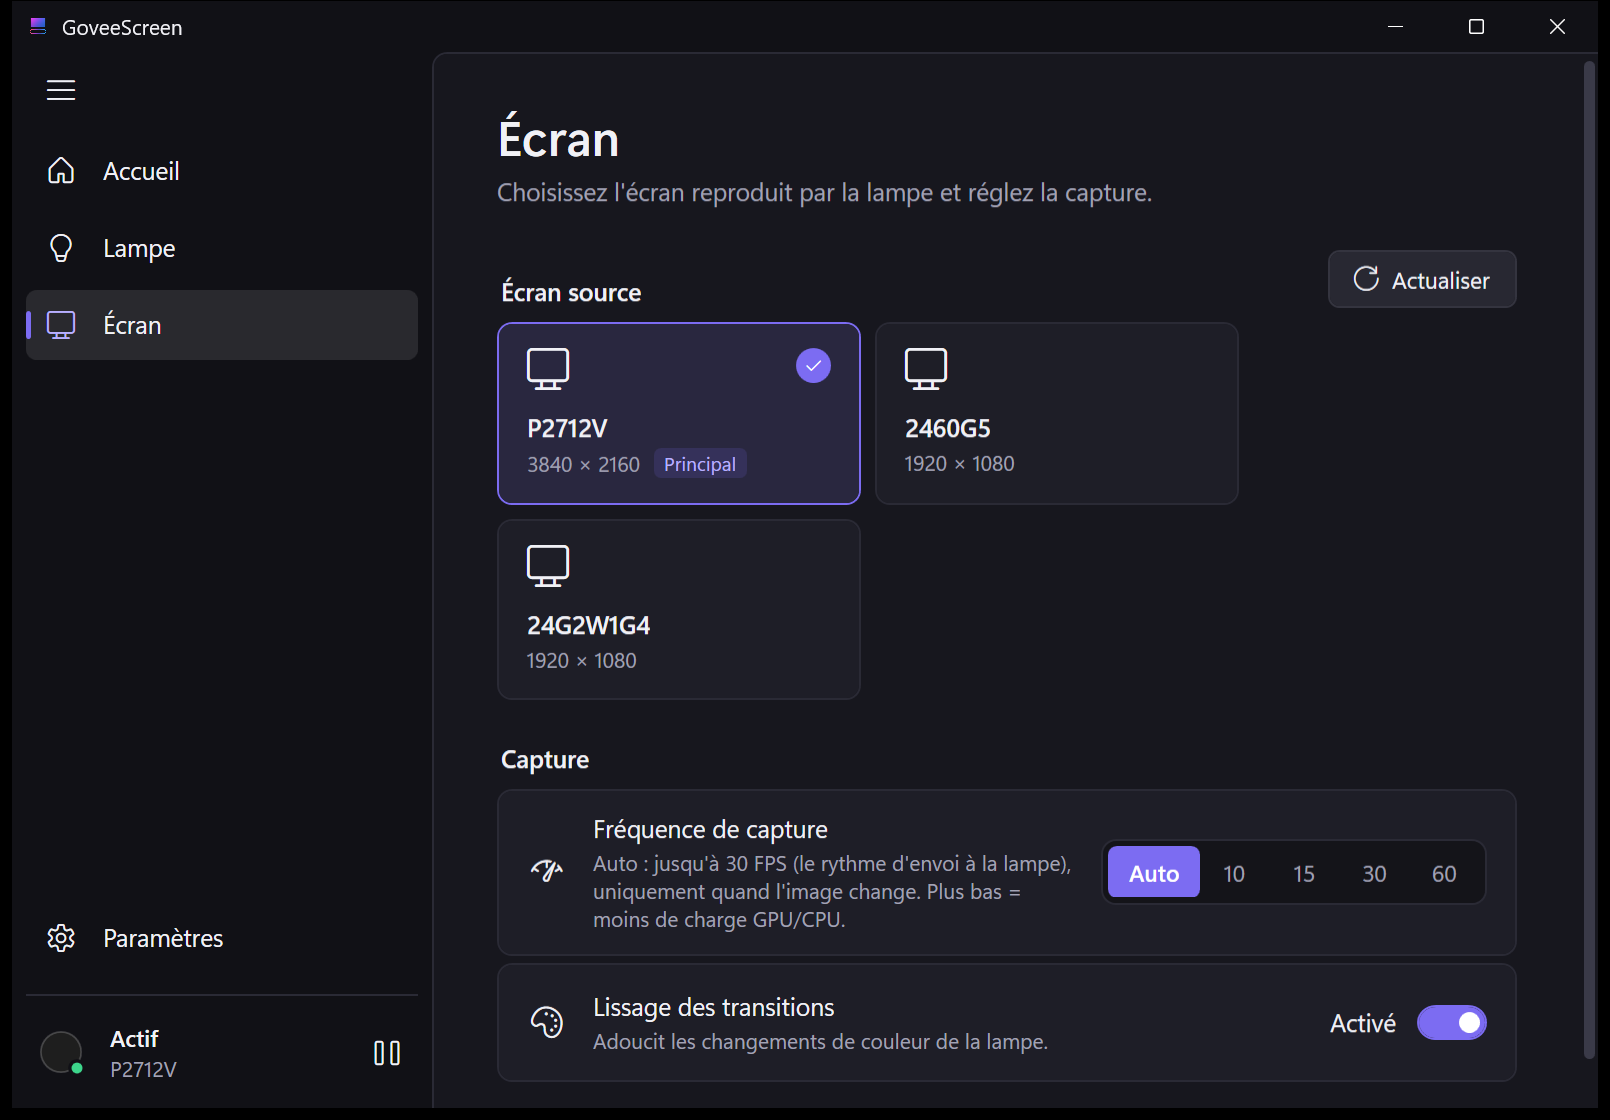 GoveeScreen
Accueil
Lampe
Écran
Paramètres
Actif
P2712V
Écran
Choisissez l'écran reproduit par la lampe et réglez la capture.
Écran source
Actualiser
P2712V
3840 × 2160 Principal
2460G5
1920 × 1080
24G2W1G4
1920 × 1080
Capture
Fréquence de capture
Auto : jusqu'à 30 FPS (le rythme d'envoi à la lampe),
uniquement quand l'image change. Plus bas =
moins de charge GPU/CPU.
Auto 10 15 30 60
Lissage des transitions
Adoucit les changements de couleur de la lampe.
Activé